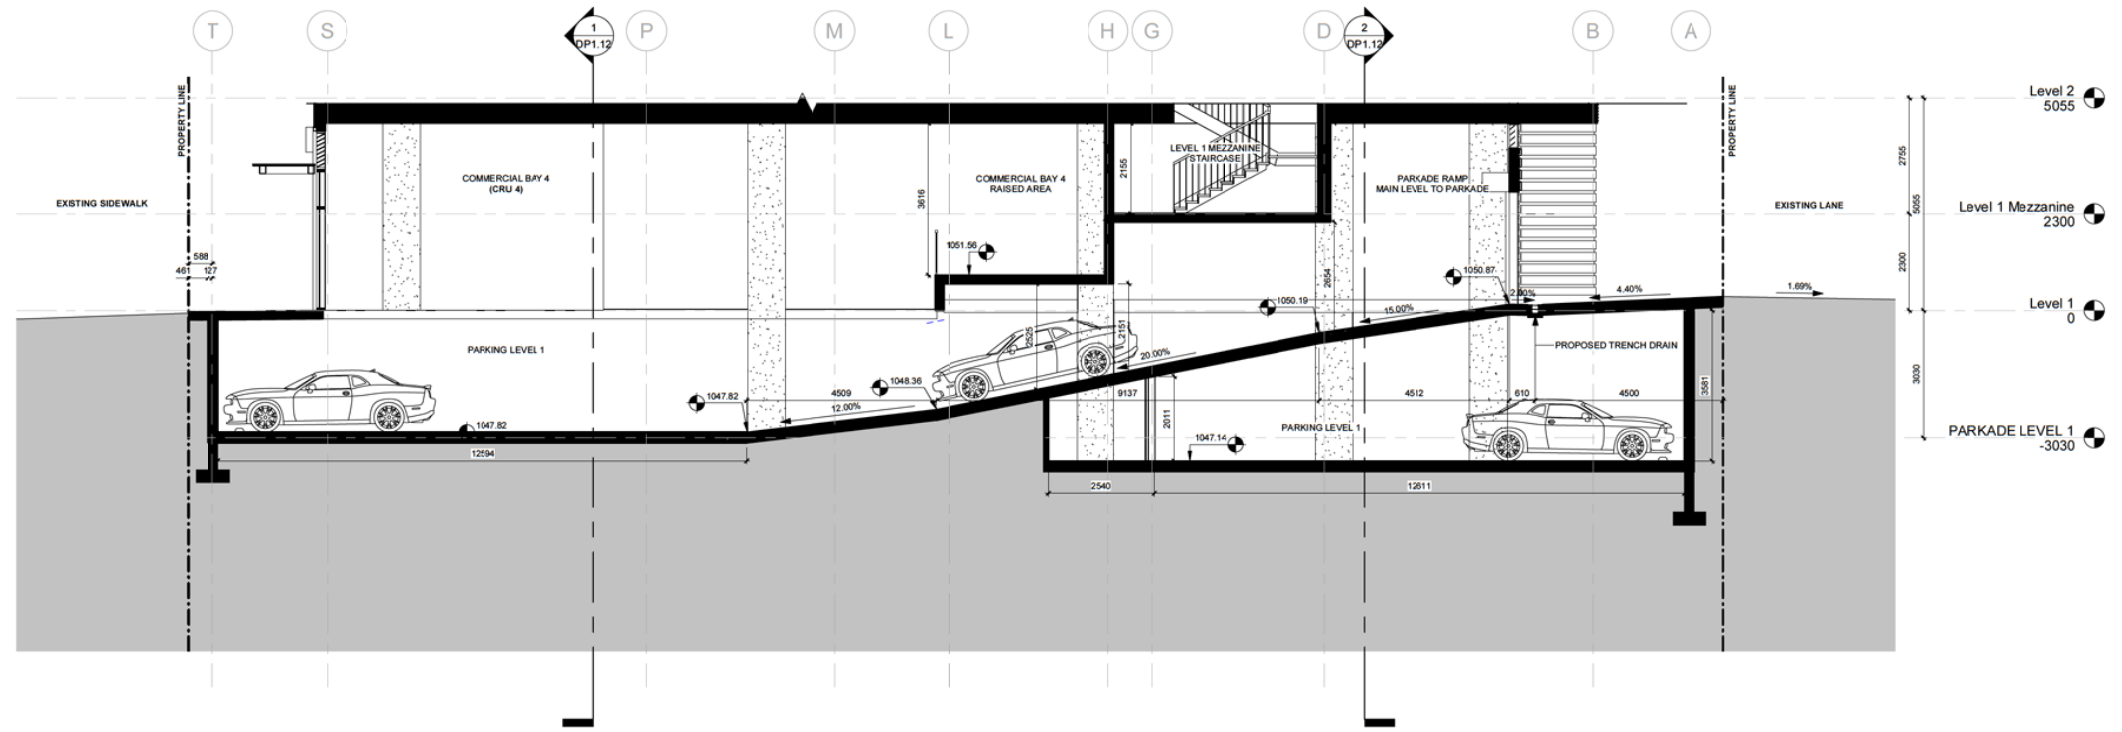 T
S
1
DP1.12
P
M
L
H
G
D
2
DP1.12
B
A
PROPERTY LINE
PROPERTY LINE
Level 2
5055
2755
5055
LEVEL 1 MEZZANINE
STAIRCASE
2155
COMMERCIAL BAY 4
(CRU 4)
COMMERCIAL BAY 4
RAISED AREA
PARKADE RAMP
MAIN LEVEL TO PARKADE
3616
EXISTING SIDEWALK
EXISTING LANE
Level 1 Mezzanine
2300
588
461
127
1051.56
2654
1050.87
2300
1050.19
2.00%
4.40%
1.69%
Level 1
0
15.00%
2525
2151
PARKING LEVEL 1
20.00%
PROPOSED TRENCH DRAIN
3030
3581
1047.82
4509
1048.36
12.00%
9137
4512
610
4500
2011
1047.82
PARKING LEVEL 1
1047.14
PARKADE LEVEL 1
-3030
12594
2540
12611